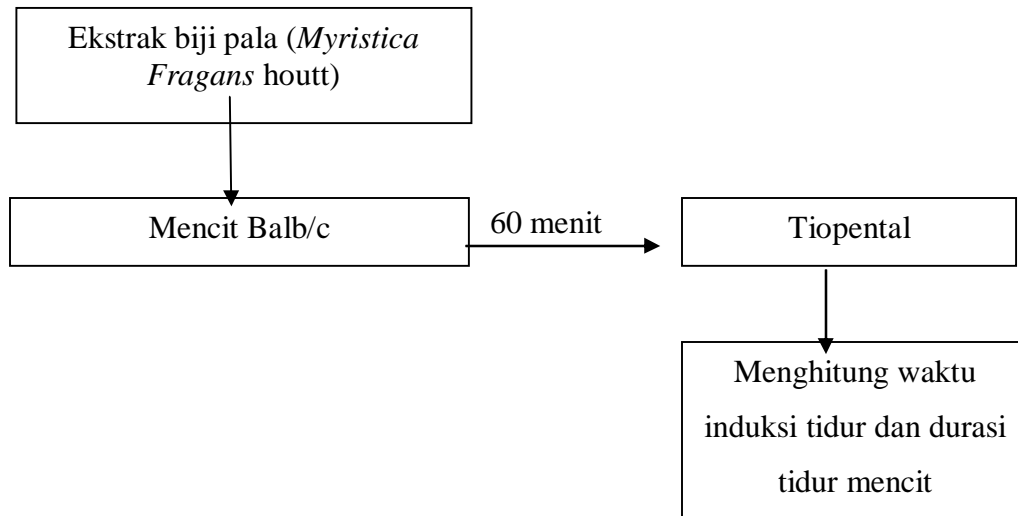 Ekstrak biji pala (Myristica
Fragans houtt)
Mencit Balb/c
60 menit
Tiopental
Menghitung waktu
induksi tidur dan durasi
tidur mencit